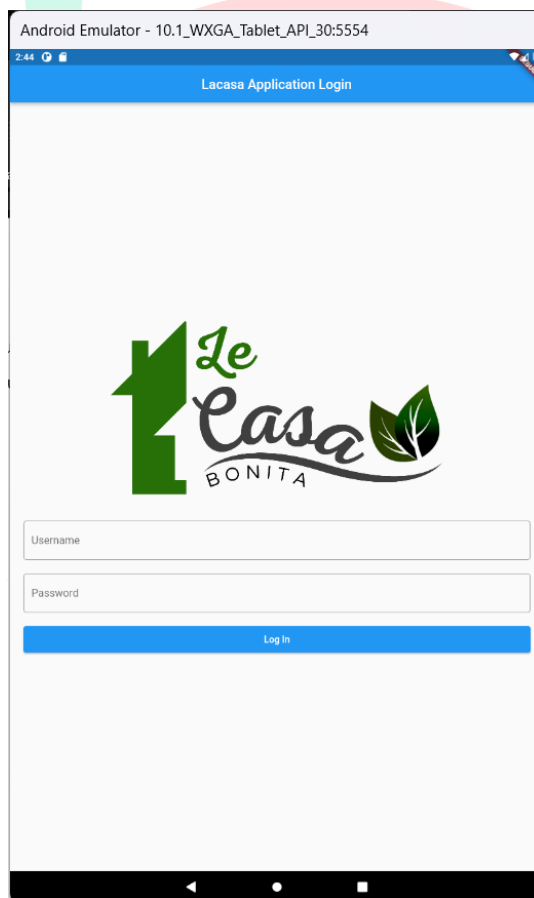 Android Emulator - 10.1_WXGA_Tablet_API_30:5554
2:44
Lacasa Application Login
Le
Casa
BONITA
Username
Password
Log In